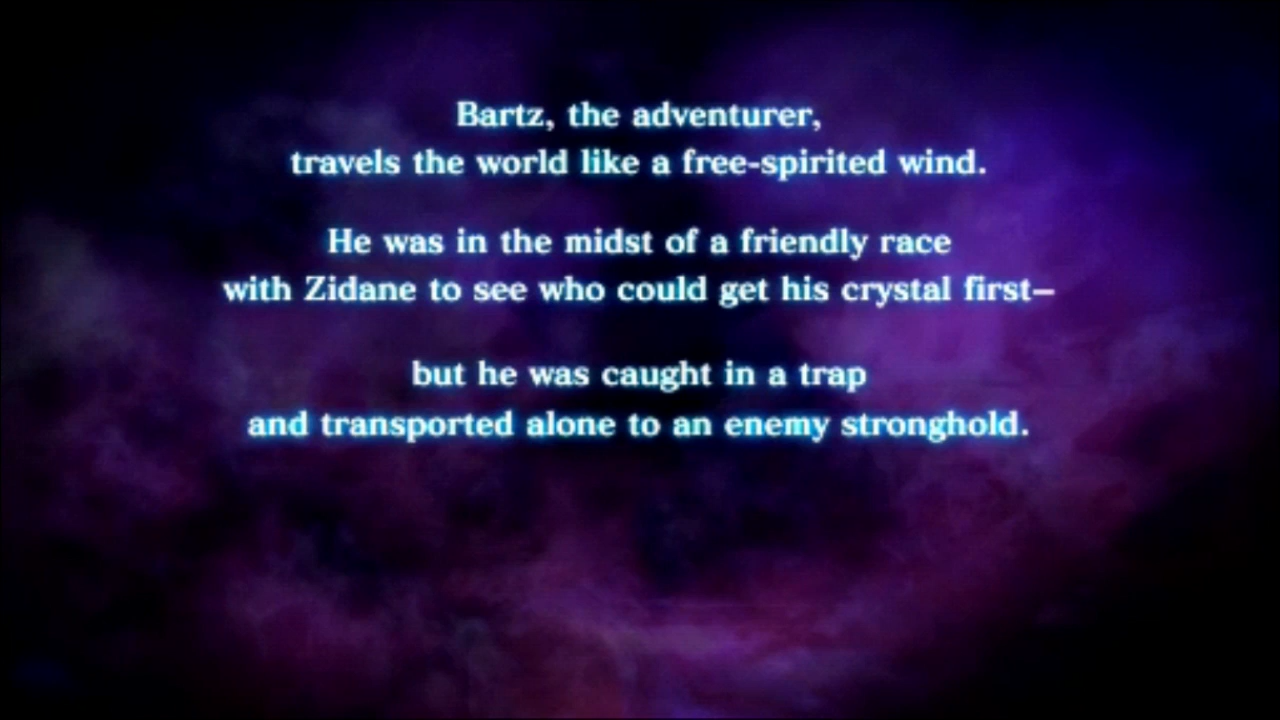 Bartz, the adventurer,
travels the world like a free-spirited wind.
He was in the midst of a friendly race
with Zidane to see who could get his crystal first—
but he was caught in a trap
and transported alone to an enemy stronghold.